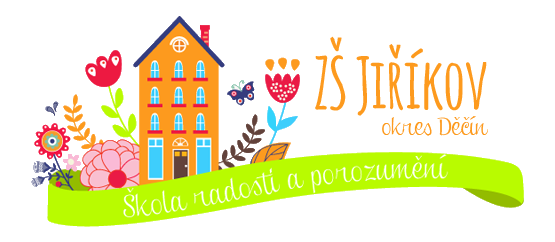 ZŠ JIŘÍKOV
okres Děčín
Škola radosti a porozumění